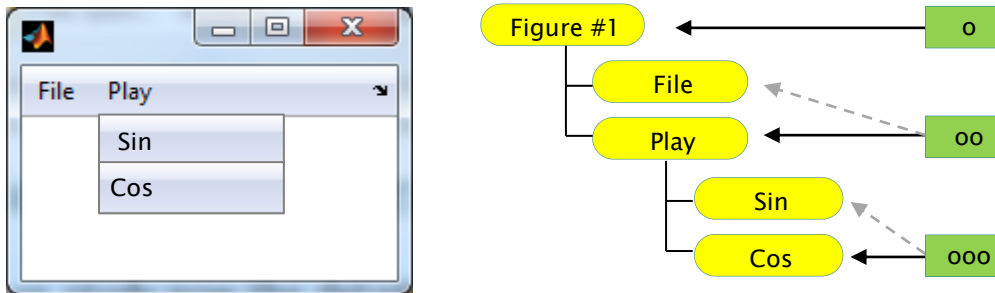 File Play
Sin
Cos
Figure #1
File
Play
Sin
Cos
o
oo
ooo